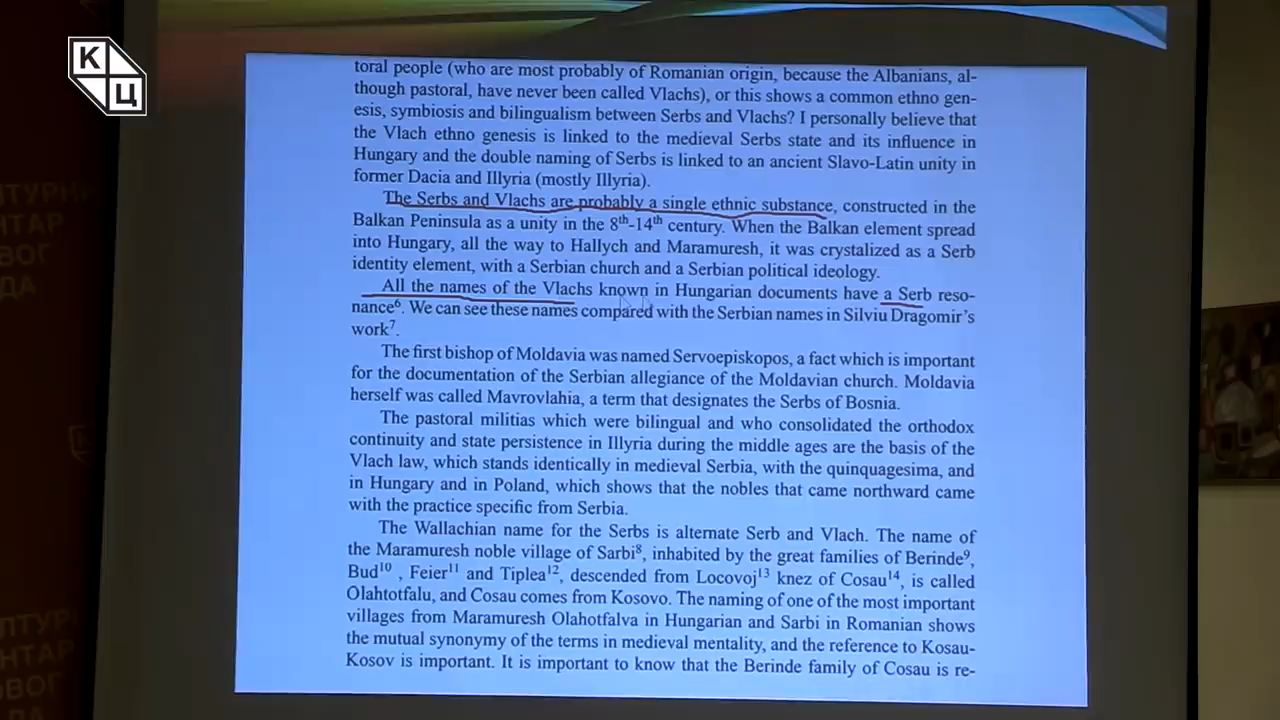 К
Ц
toral people (who are most probably of Romanian origin, because the Albanians, al-
though pastoral, have never been called Vlachs), or this shows a common ethno gen-
esis, symbiosis and bilingualism between Serbs and Vlachs? I personally believe that
the Vlach ethno genesis is linked to the medieval Serbs state and its influence in
Hungary and the double naming of Serbs is linked to an ancient Slavo-Latin unity in
former Dacia and Illyria (mostly Illyria).
The Serbs and Vlachs are probably a single ethnic substance, constructed in the
Balkan Peninsula as a unity in the 8th-14th century. When the Balkan element spread
into Hungary, all the way to Hallych and Maramuresh, it was crystalized as a Serb
identity element, with a Serbian church and a Serbian political ideology.
All the names of the Vlachs known in Hungarian documents have a Serb reso-
nance6. We can see these names compared with the Serbian names in Silviu Dragomir's
work7.
The first bishop of Moldavia was named Servoepiskopos, a fact which is important
for the documentation of the Serbian allegiance of the Moldavian church. Moldavia
herself was called Mavrovlahia, a term that designates the Serbs of Bosnia.
The pastoral militias which were bilingual and who consolidated the orthodox
continuity and state persistence in Illyria during the middle ages are the basis of the
Vlach law, which stands identically in medieval Serbia, with the quinquagesima, and
in Hungary and in Poland, which shows that the nobles that came northward came
with the practice specific from Serbia.
The Wallachian name for the Serbs is alternate Serb and Vlach. The name of
the Maramuresh noble village of Sarbi8, inhabited by the great families of Berinde9,
Bud10 , Feier11 and Tiplea12, descended from Locovoj13 knez of Cosau14, is called
Olahtotfalu, and Cosau comes from Kosovo. The naming of one of the most important
villages from Maramuresh Olahotfalva in Hungarian and Sarbi in Romanian shows
the mutual synonymy of the terms in medieval mentality, and the reference to Kosau-
Kosov is important. It is important to know that the Berinde family of Cosau is re-